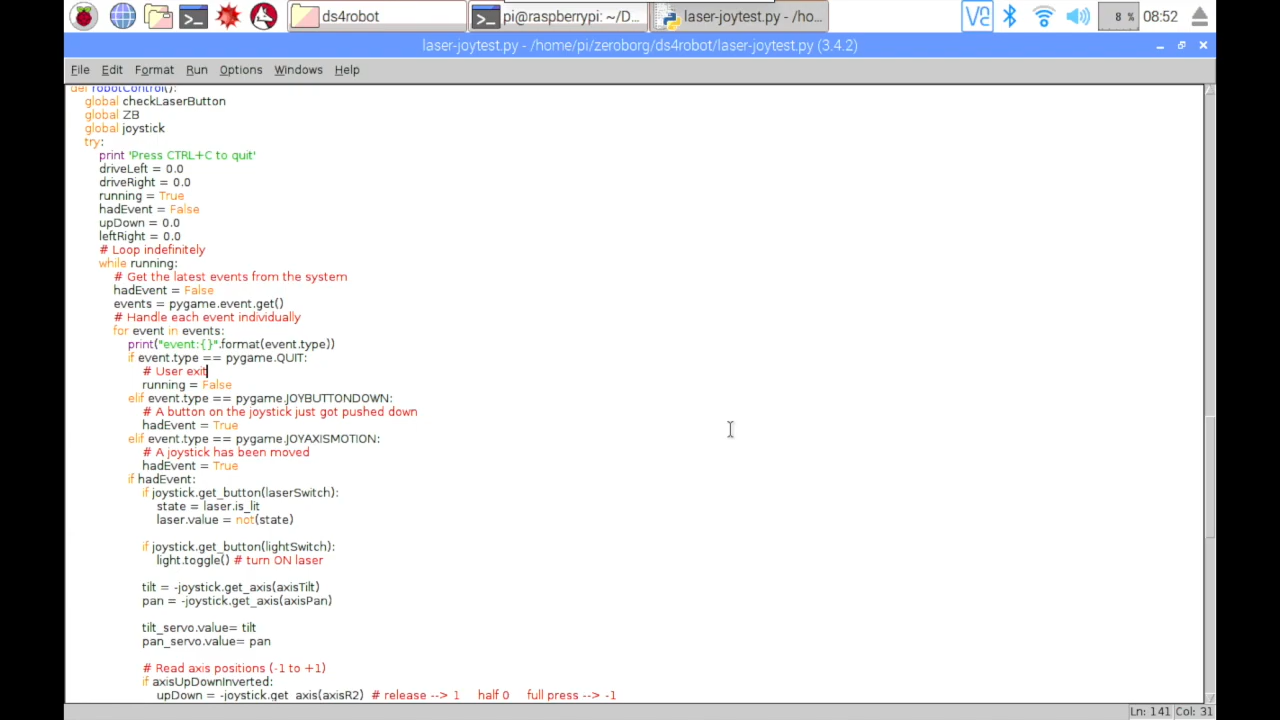 ds4robot
pi@raspberrypi: ~/D...
laser-joytest.py - /ho...
V2
8 %
08:52
laser-joytest.py - /home/pi/zeroborg/ds4robot/laser-joytest.py (3.4.2)
File Edit Format Run Options Windows Help
def robotControl():
global checkLaserButton
global ZB
global joystick
try:
print 'Press CTRL+C to quit'
driveLeft = 0.0
driveRight = 0.0
running = True
hadEvent = False
upDown = 0.0
leftRight = 0.0
# Loop indefinitely
while running:
# Get the latest events from the system
hadEvent = False
events = pygame.event.get()
# Handle each event individually
for event in events:
print("event:{}".format(event.type))
if event.type == pygame.QUIT:
# User exit
running = False
elif event.type == pygame.JOYBUTTONDOWN:
# A button on the joystick just got pushed down
hadEvent = True
elif event.type == pygame.JOYAXISMOTION:
# A joystick has been moved
hadEvent = True
if hadEvent:
if joystick.get_button(laserSwitch):
state = laser.is_lit
laser.value = not(state)
if joystick.get_button(lightSwitch):
light.toggle() # turn ON laser
tilt = -joystick.get_axis(axisTilt)
pan = -joystick.get_axis(axisPan)
tilt_servo.value= tilt
pan_servo.value= pan
# Read axis positions (-1 to +1)
if axisUpDownInverted:
upDown = -joystick.get_axis(axisR2) # release --> 1 half 0 full press --> -1
Ln: 141 Col: 31